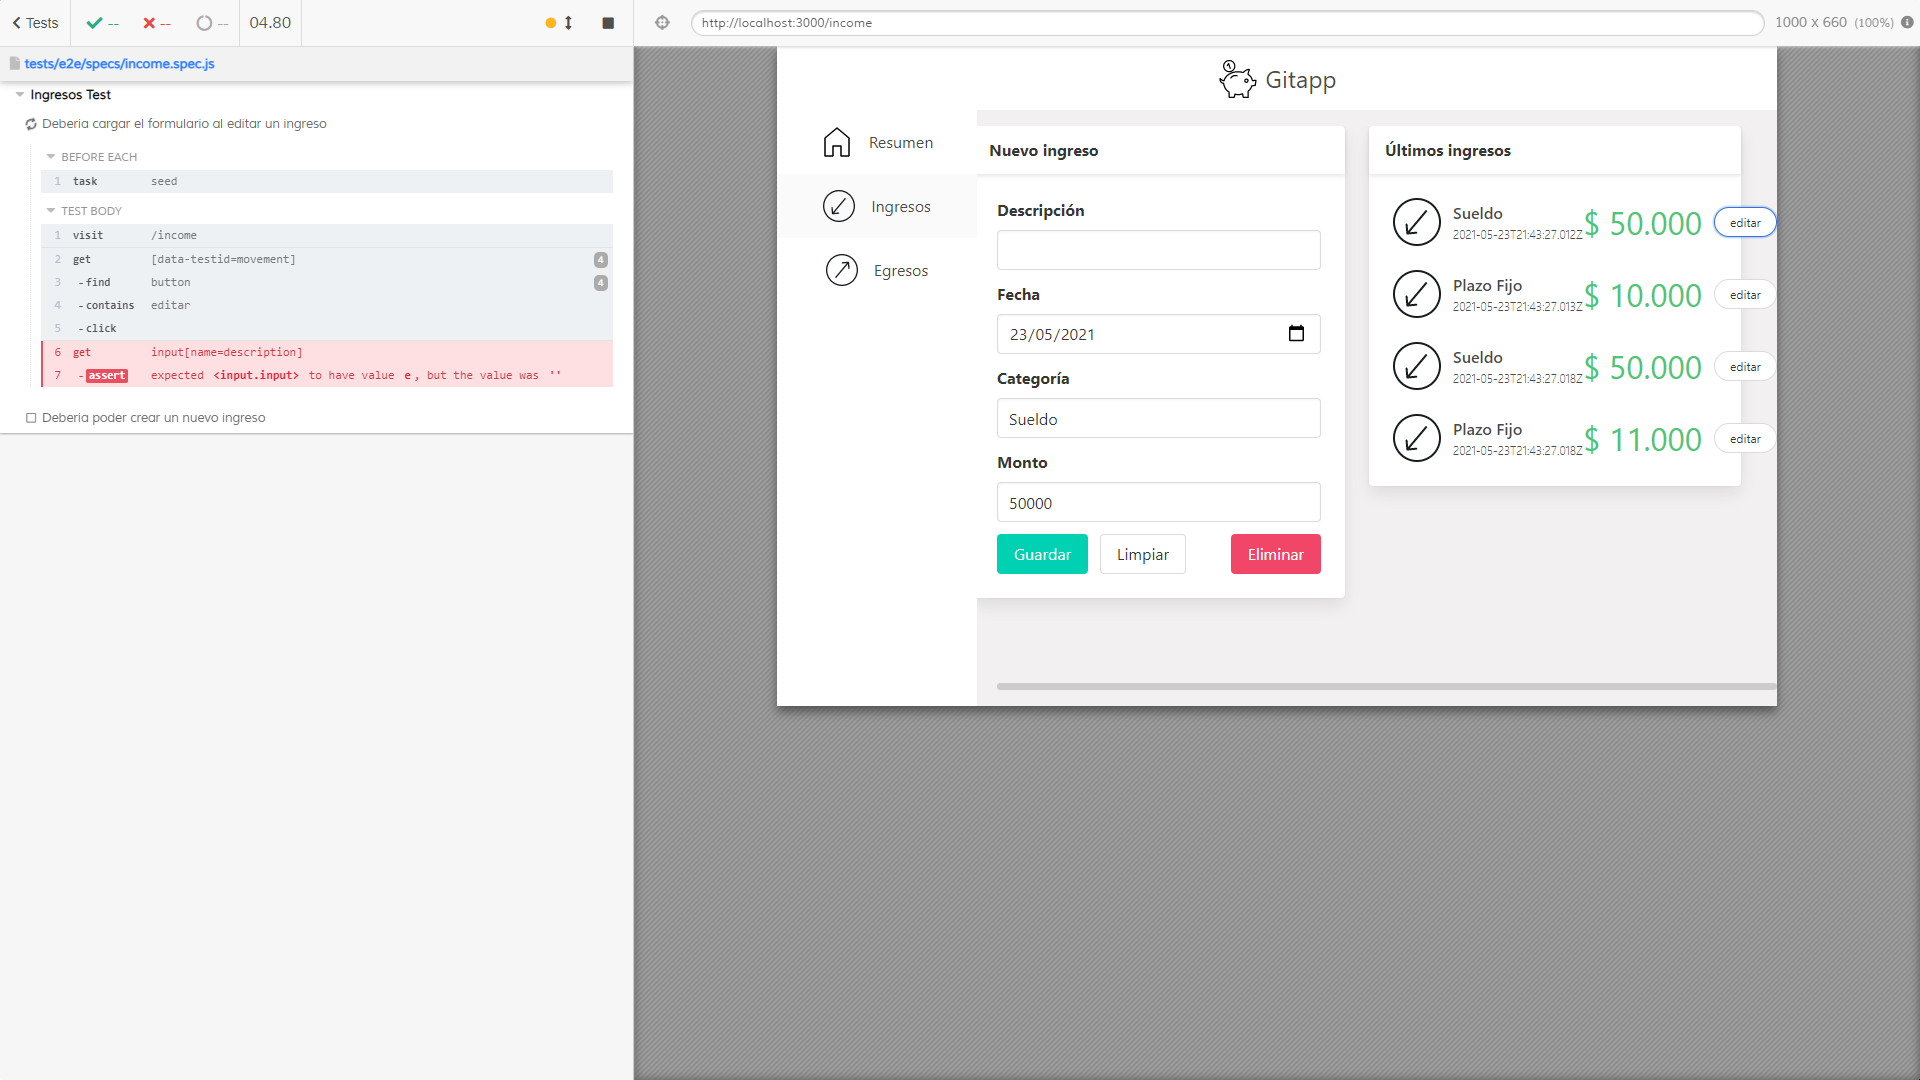 Tests -- -- -- 04.80
http://localhost:3000/income 1000 x 660 (100%)
tests/e2e/specs/income.spec.js
Ingresos Test
Deberia cargar el formulario al editar un ingreso
BEFORE EACH
1 task seed
TEST BODY
1 visit /income
2 get [data-testid=movement] 4
3 -find button 4
4 -contains editar
5 -click
6 get input[name=description]
7 -assert expected <input.input> to have value e, but the value was ''
Deberia poder crear un nuevo ingreso
Gitapp
Resumen
Ingresos
Egresos
Nuevo ingreso
Descripción
Fecha
23/05/2021
Categoría
Sueldo
Monto
50000
Guardar Limpiar Eliminar
Últimos ingresos
Sueldo
2021-05-23T21:43:27.012Z $ 50.000 editar
Plazo Fijo
2021-05-23T21:43:27.013Z $ 10.000 editar
Sueldo
2021-05-23T21:43:27.018Z $ 50.000 editar
Plazo Fijo
2021-05-23T21:43:27.018Z $ 11.000 editar